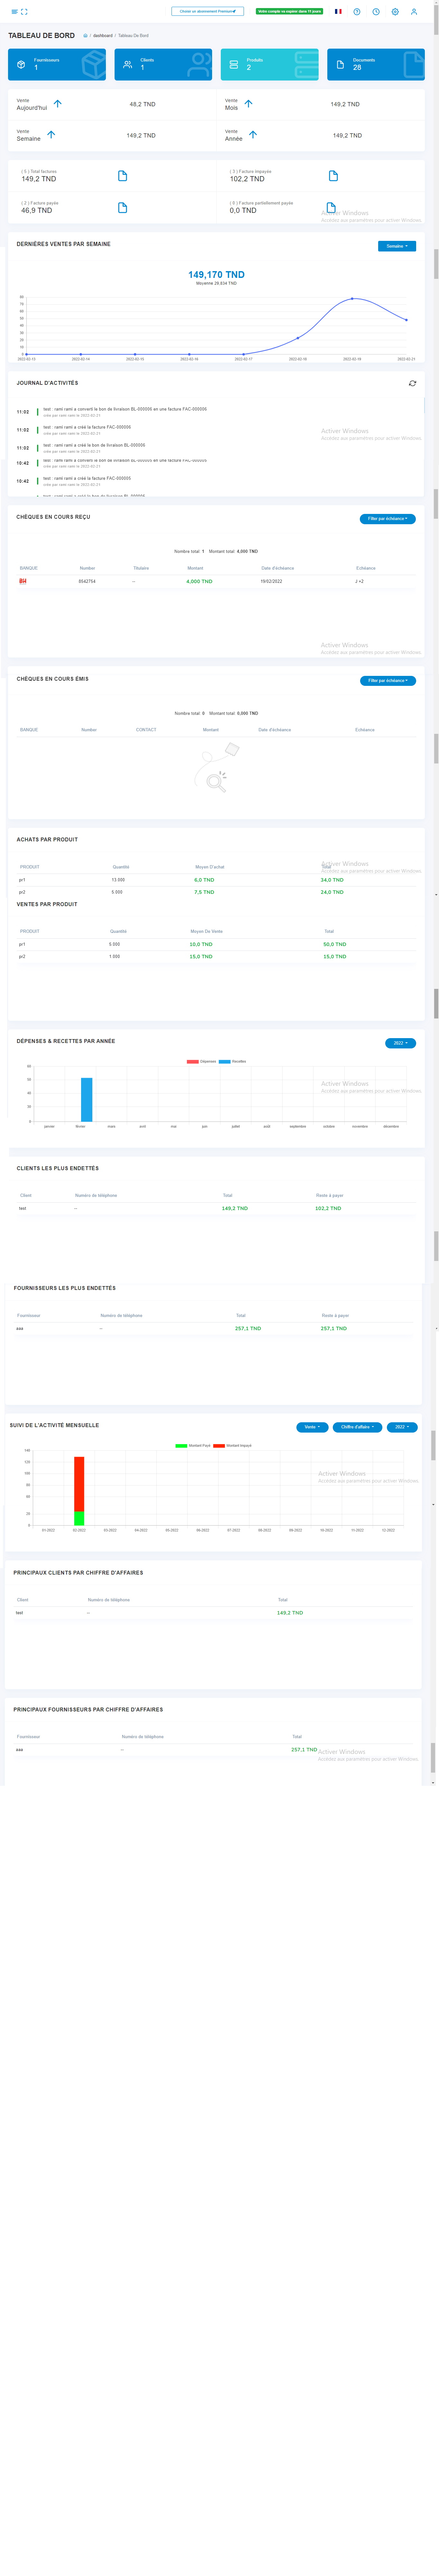 Choisir un abonnement Prémium
Votre compte va expirer dans 11 jours
TABLEAU DE BORD
/ dashboard / Tableau De Bord
Fournisseurs
1
Clients
1
Produits
2
Documents
28
Vente
Aujourd'hui
48,2 TND
Vente
Mois
149,2 TND
Vente
Semaine
149,2 TND
Vente
Année
149,2 TND
( 5 ) Total factures
149,2 TND
( 3 ) Facture impayée
102,2 TND
( 2 ) Facture payée
46,9 TND
( 0 ) Facture partiellement payée
0,0 TND
Activer Windows
Accédez aux paramètres pour activer Windows
DERNIÈRES VENTES PAR SEMAINE
Semaine
149,170 TND
Moyenne 29,834 TND
80
70
60
50
40
30
20
10
0
2022-02-13
2022-02-14
2022-02-15
2022-02-16
2022-02-17
2022-02-18
2022-02-19
2022-02-21
JOURNAL D'ACTIVITÉS
11:02
test : rami rami a converti le bon de livraison BL-000006 en une facture FAC-000006
créé par rami rami le 2022-02-21
11:02
test : rami rami a créé la facture FAC-000006
créé par rami rami le 2022-02-21
11:02
test : rami rami a créé le bon de livraison BL-000006
10:42
test : rami rami a converti le bon de livraison BL-000005 en une facture FAC-000005
créé par rami rami le 2022-02-21
10:42
test : rami rami a créé la facture FAC-000005
créé par rami rami le 2022-02-21
test : rami rami a créé le bon de livraison BL-000005
Activer Windows
Accédez aux paramètres pour activer Windows
CHÈQUES EN COURS REÇU
Filter par échéance
Nombre total 1 Montant total 4,000 TND
BANQUE
Number
Titulaire
Montant
Date d'échéance
Echéance
BH
6542754
--
4,000 TND
19/02/2022
J +2
Activer Windows
Accédez aux paramètres pour activer Windows
CHÈQUES EN COURS ÉMIS
Filter par échéance
Nombre total 0 Montant total 0,000 TND
BANQUE
Number
CONTACT
Montant
Date d'échéance
Echéance
ACHATS PAR PRODUIT
Activer Windows
Accédez aux paramètres pour activer Windows
PRODUIT
Quantité
Moyen D'achat
Total
pr1
13.000
6,0 TND
34,0 TND
pr2
5.000
7,5 TND
24,0 TND
VENTES PAR PRODUIT
PRODUIT
Quantité
Moyen De Vente
Total
pr1
5.000
10,0 TND
50,0 TND
pr2
1.000
15,0 TND
15,0 TND
DÉPENSES & RECETTES PAR ANNÉE
2022
Dépenses
Recettes
0
janvier
février
mars
avril
mai
juin
juillet
août
septembre
octobre
novembre
décembre
Activer Windows
Accédez aux paramètres pour activer Windows
CLIENTS LES PLUS ENDETTÉS
Client
Numéro de téléphone
Total
Reste à payer
test
--
149,2 TND
102,2 TND
FOURNISSEURS LES PLUS ENDETTÉS
Fournisseur
Numéro de téléphone
Total
Reste à payer
aaa
--
257,1 TND
257,1 TND
SUIVI DE L'ACTIVITÉ MENSUELLE
Vente
Chiffre d'affaire
2022
Montant Payé
Montant Impayé
140
120
100
80
60
20
0
01-2022
02-2022
03-2022
04-2022
05-2022
06-2022
07-2022
08-2022
09-2022
10-2022
11-2022
12-2022
Activer Windows
Accédez aux paramètres pour activer Windows
PRINCIPAUX CLIENTS PAR CHIFFRE D'AFFAIRES
Client
Numéro de téléphone
Total
test
--
149,2 TND
PRINCIPAUX FOURNISSEURS PAR CHIFFRE D'AFFAIRES
Fournisseur
Numéro de téléphone
Total
aaa
--
257,1 TND
Activer Windows
Accédez aux paramètres pour activer Windows